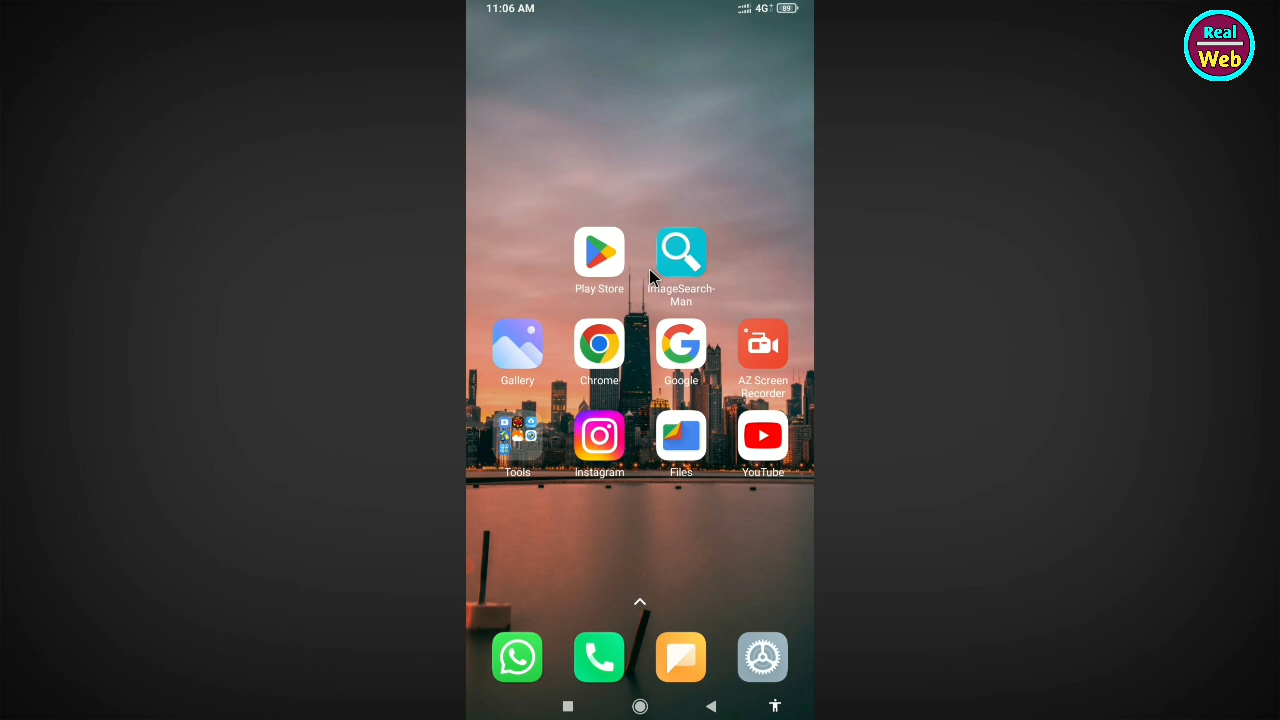 11:06 AM
4G 89
Real
Web
Play Store
ImageSearch-
Man
Gallery
Chrome
Google
AZ Screen
Recorder
Tools
Instagram
Files
YouTube